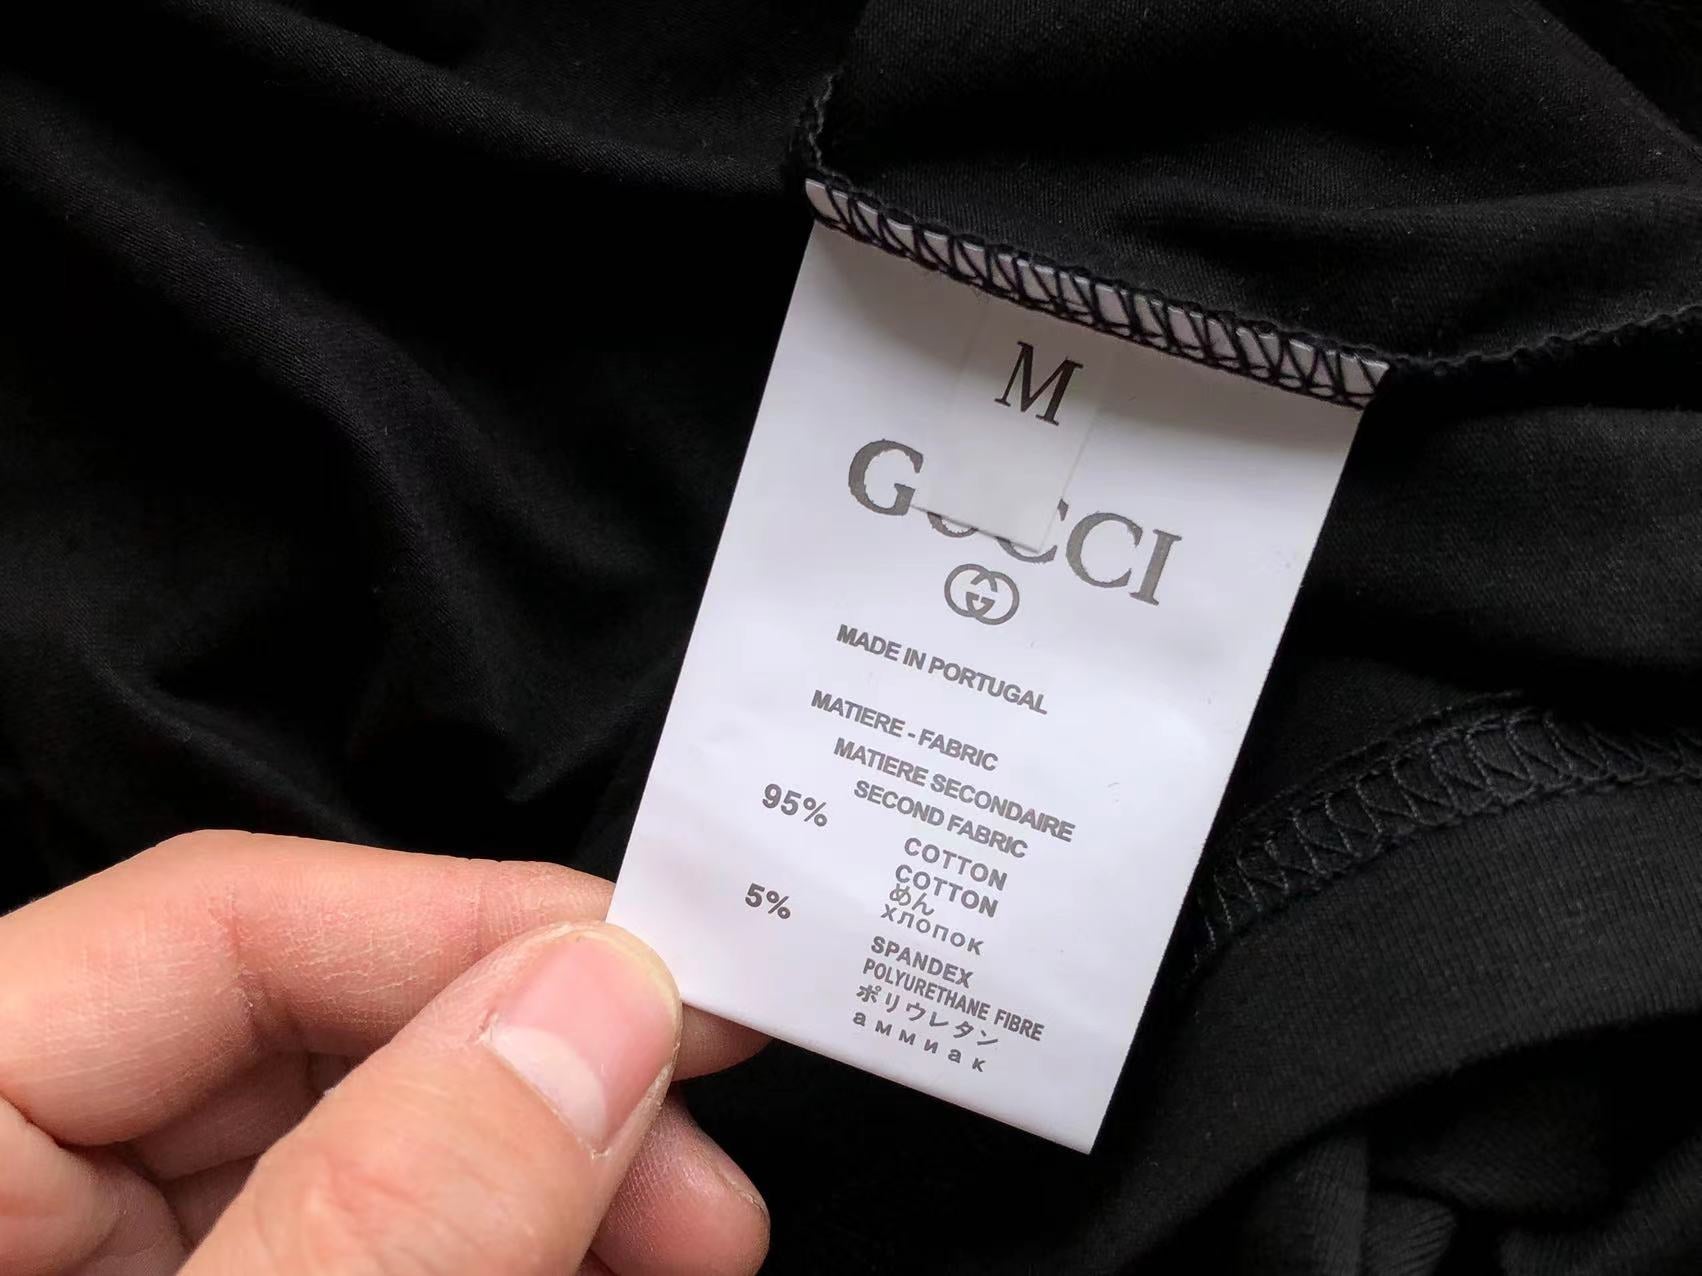 M
GUCCI
MADE IN PORTUGAL
MATIERE - FABRIC
MATIERE SECONDAIRE
SECOND FABRIC
95% COTTON
COTTON
めん
хлопок
5% SPANDEX
POLYURETHANE FIBRE
ポリウレタン
аммиак